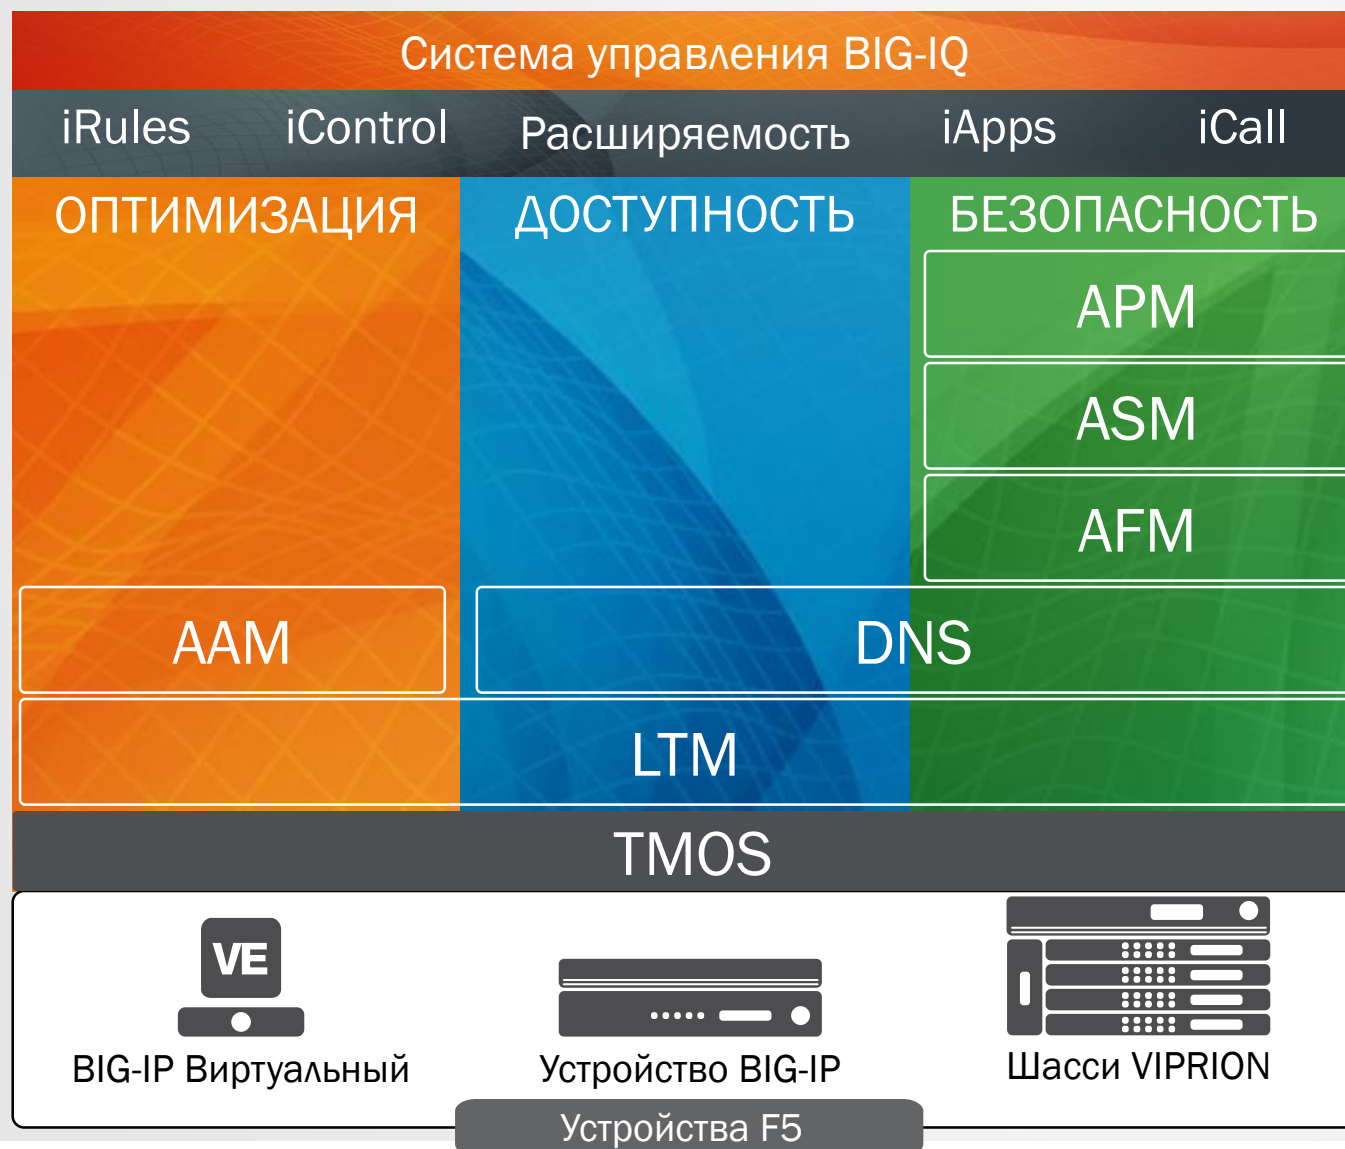 Система управления BIG-IQ
iRules iControl Расширяемость iApps iCall
ОПТИМИЗАЦИЯ ДОСТУПНОСТЬ БЕЗОПАСНОСТЬ
APM
ASM
AFM
AAM DNS
LTM
TMOS
VE
BIG-IP Виртуальный Устройство BIG-IP Шасси VIPRION
Устройства F5